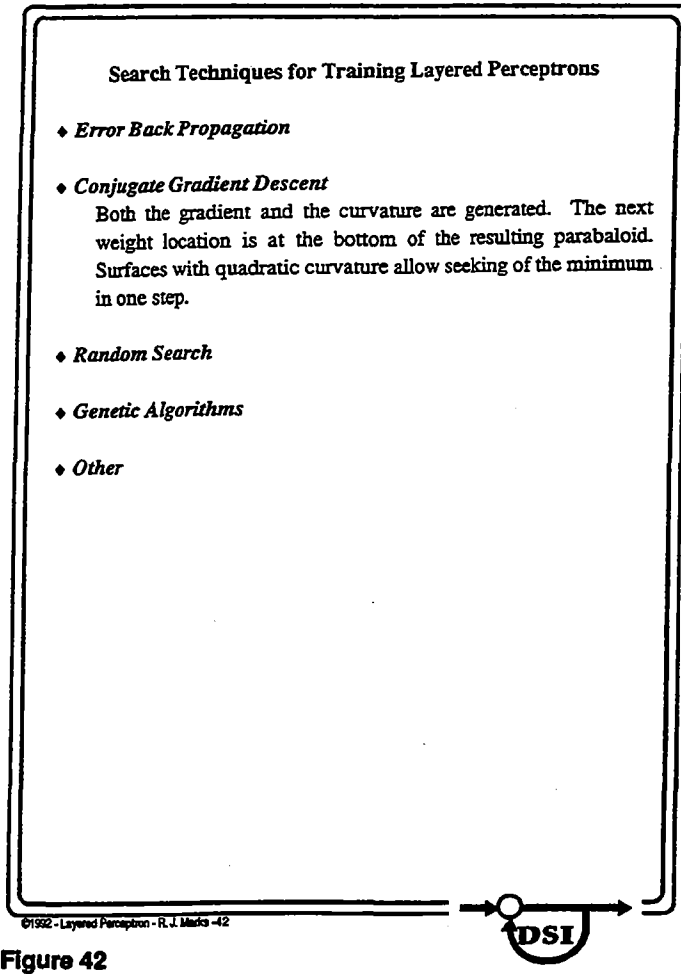 Search Techniques for Training Layered Perceptrons
♦ Error Back Propagation
♦ Conjugate Gradient Descent
Both the gradient and the curvature are generated. The next
weight location is at the bottom of the resulting parabaloid.
Surfaces with quadratic curvature allow seeking of the minimum
in one step.
♦ Random Search
♦ Genetic Algorithms
♦ Other
©1992 - Layered Perceptron - R. J. Marks -42
DSI
Figure 42